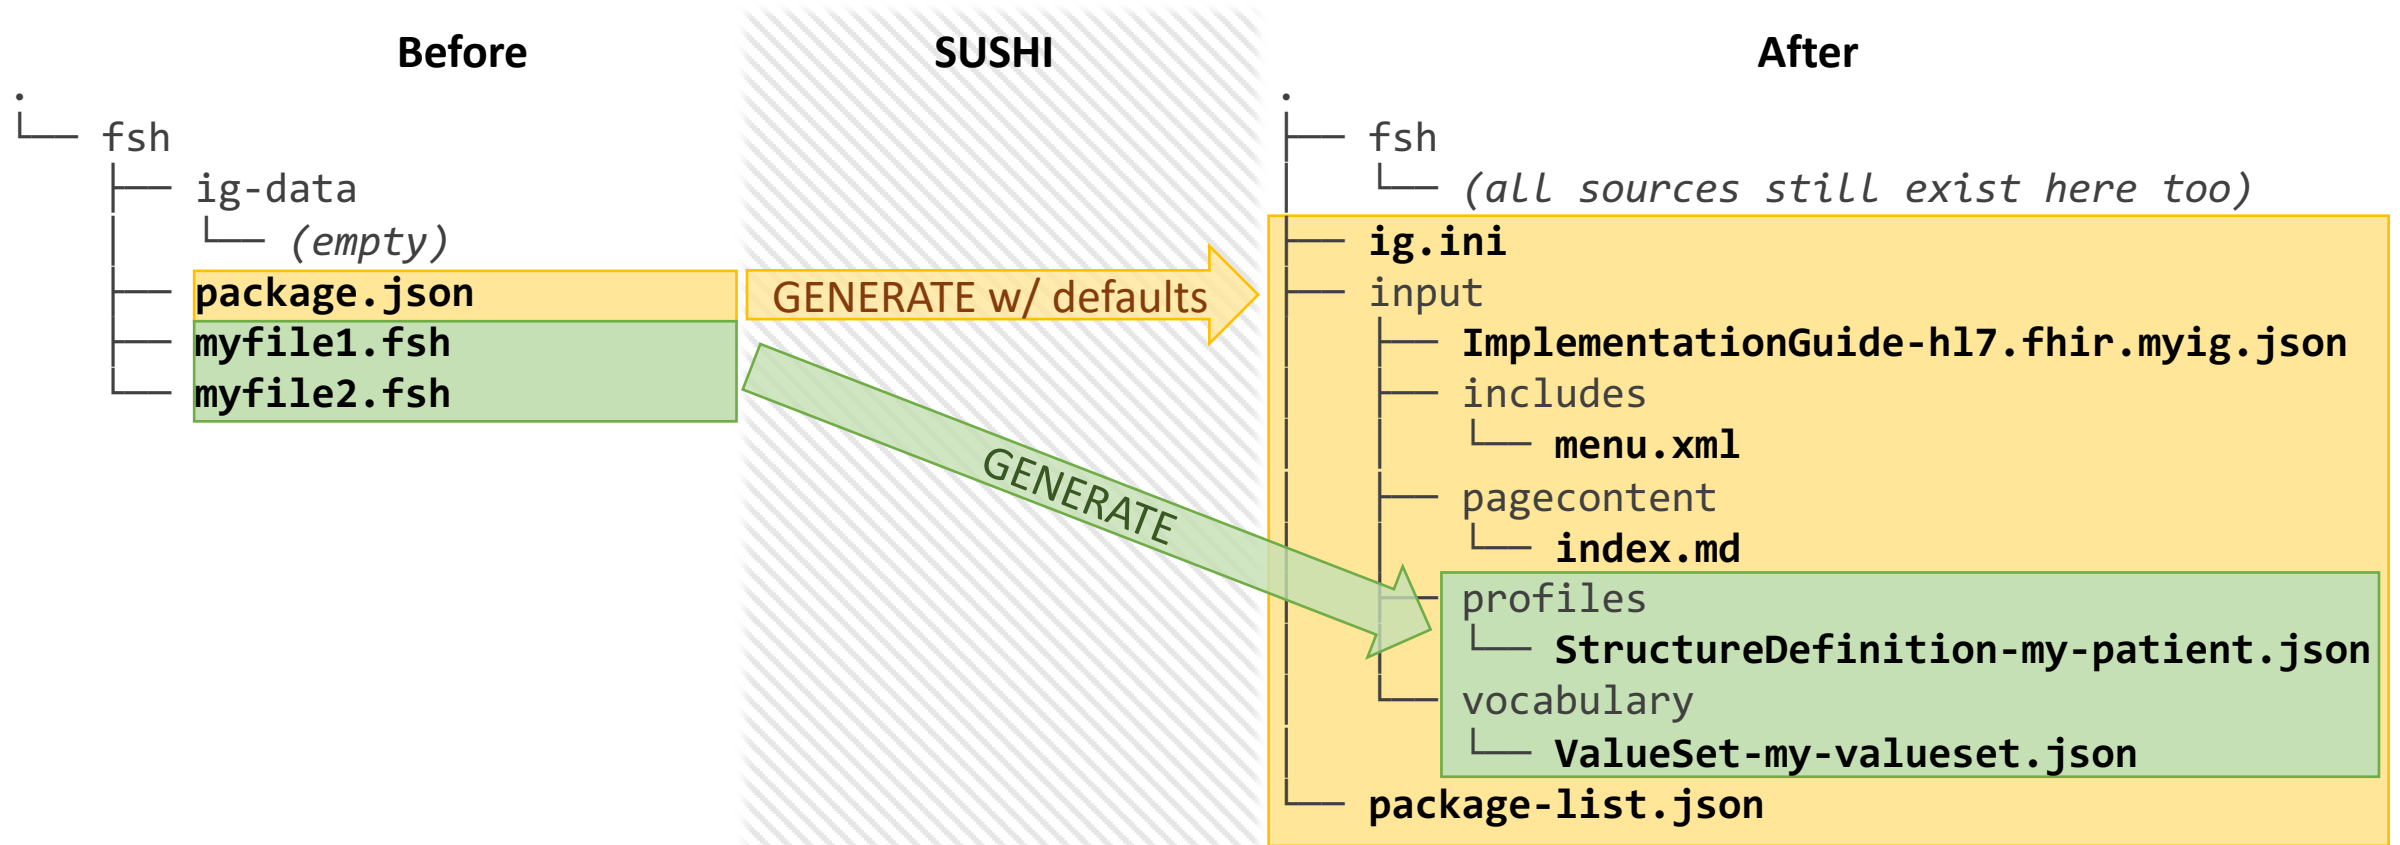 Before
SUSHI
After
.
└── fsh
├── ig-data
└── (empty)
├── package.json
├── myfile1.fsh
└── myfile2.fsh
GENERATE w/ defaults
GENERATE
.
├── fsh
└── (all sources still exist here too)
├── ig.ini
├── input
├── ImplementationGuide-hl7.fhir.myig.json
├── includes
└── menu.xml
├── pagecontent
└── index.md
├── profiles
└── StructureDefinition-my-patient.json
└── vocabulary
└── ValueSet-my-valueset.json
└── package-list.json